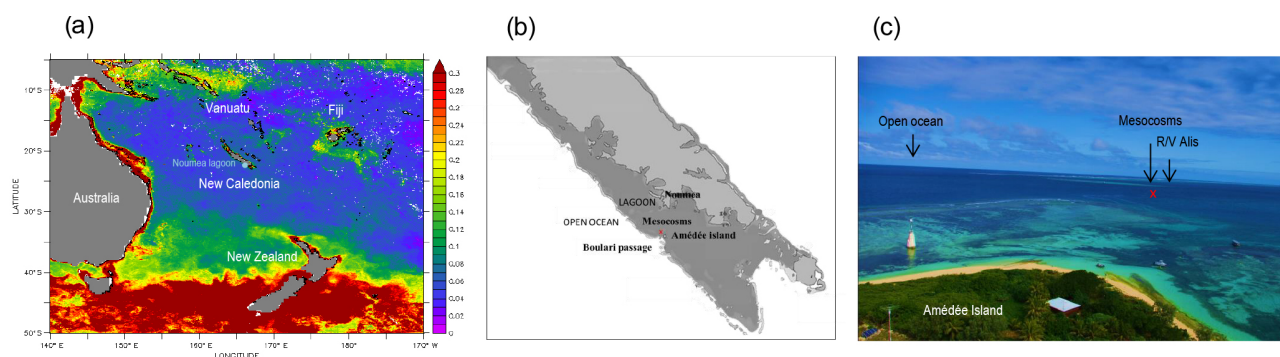 (a)
(b)
(c)
10° S
20° S
30° S
40° S
50° S
LATITUDE
Vanuatu
Fiji
Noumea lagoon
New Caledonia
Australia
New Zealand
140° E
150° E
160° E
170° E
180° W
170° W
LONGITUDE
0.3
0.28
0.26
0.24
0.22
0.2
0.18
0.16
0.14
0.12
0.1
0.08
0.06
0.04
0.02
0
Noumea
LAGOON
Mesocosms
OPEN OCEAN
Amédée island
Boulari passage
Open ocean
Mesocosms
R/V Alis
X
Amédée Island